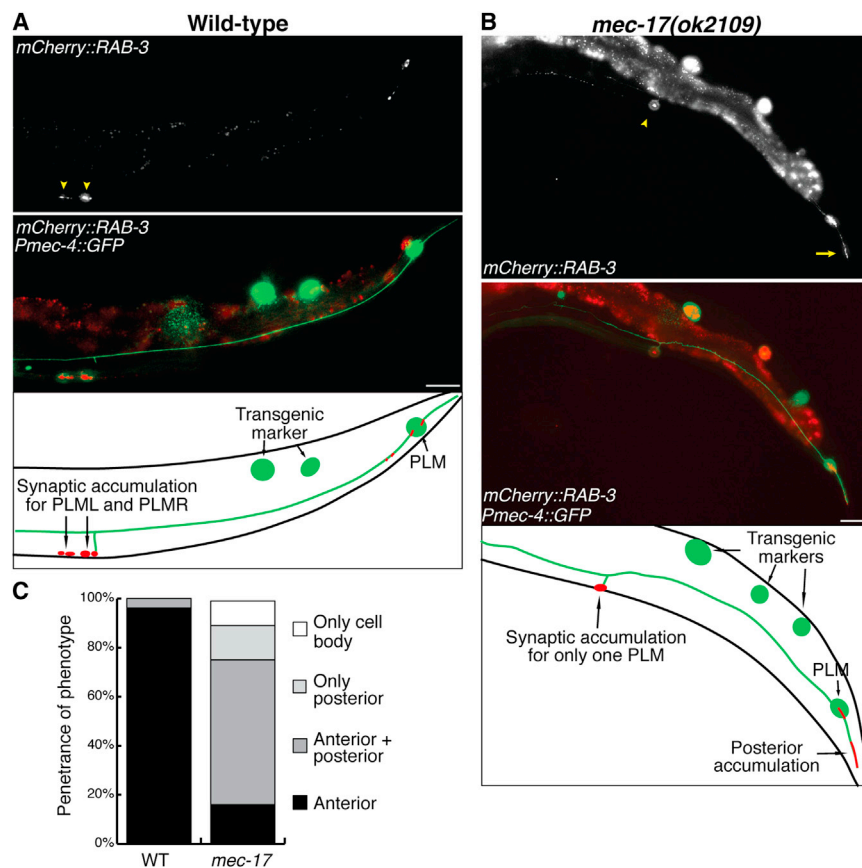 A
Wild-type
mCherry::RAB-3
mCherry::RAB-3
Pmec-4::GFP
Transgenic
marker
PLM
Synaptic accumulation
for PLML and PLMR
B
mec-17(ok2109)
mCherry::RAB-3
mCherry::RAB-3
Pmec-4::GFP
Transgenic
markers
Synaptic accumulation
for only one PLM
PLM
Posterior
accumulation
C
Penetrance of phenotype
100%
80%
60%
40%
20%
0%
WT
mec-17
Only cell
body
Only
posterior
Anterior +
posterior
Anterior